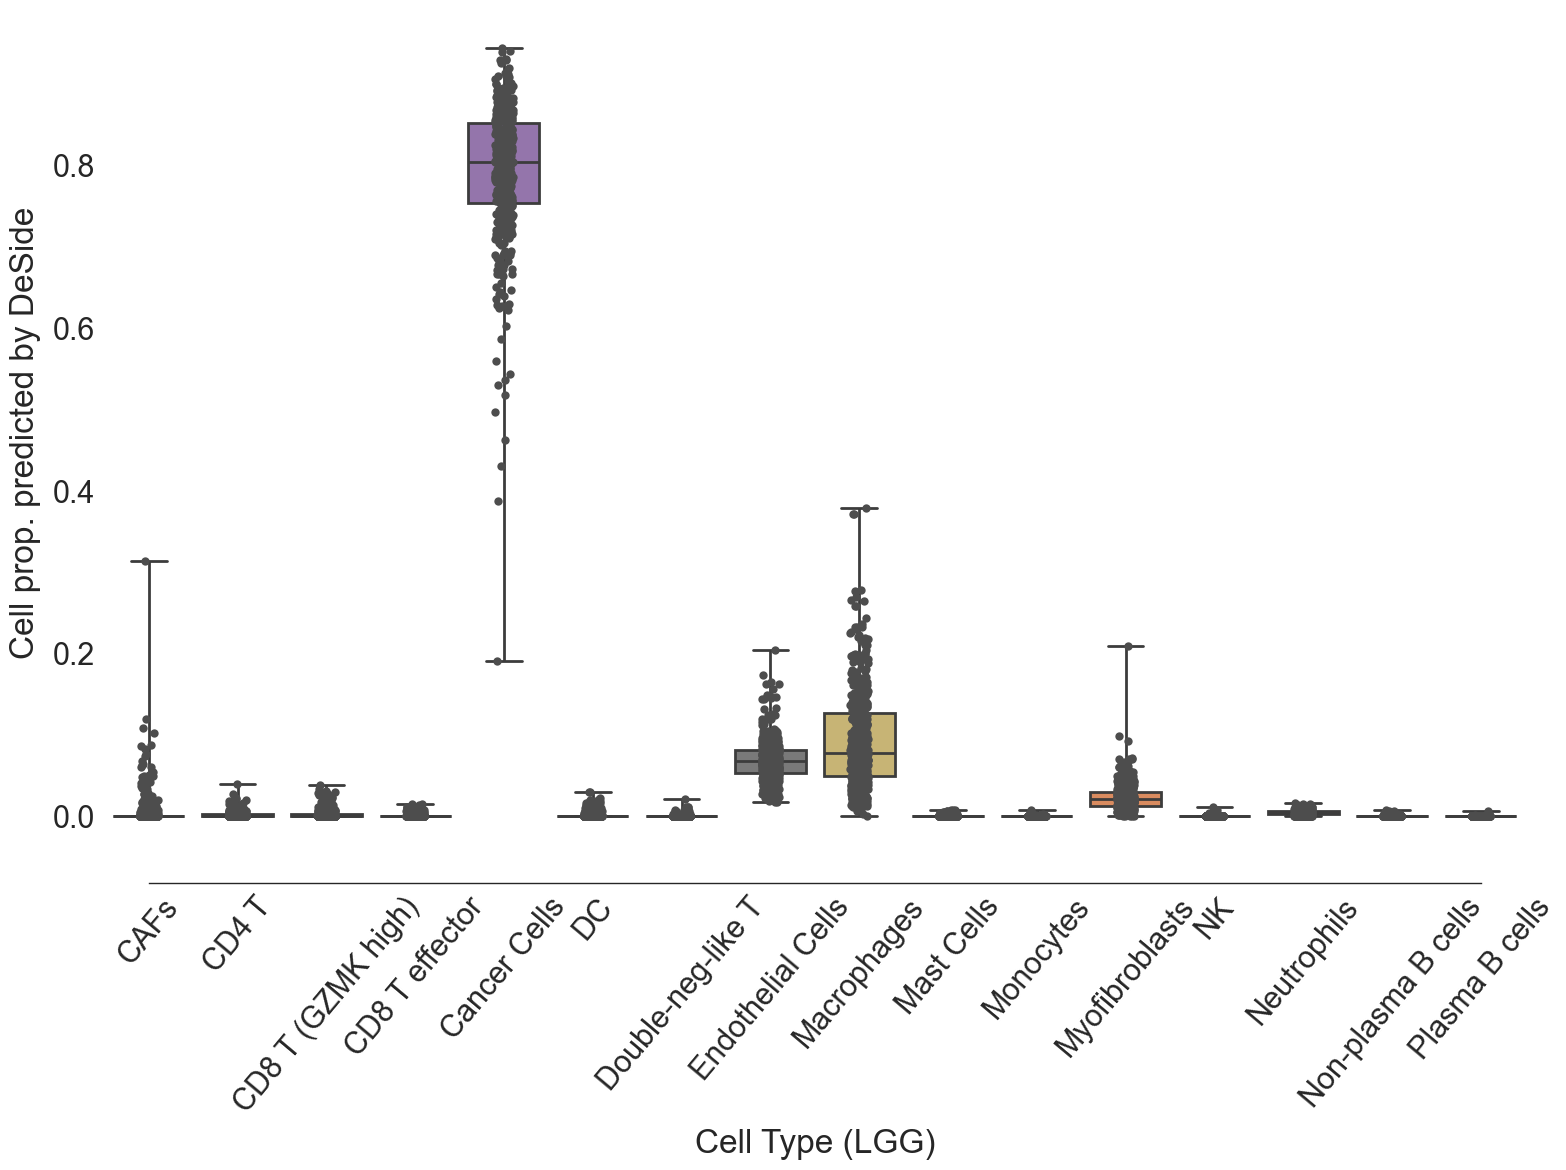 Cell prop. predicted by DeSide
0.8
0.6
0.4
0.2
0.0
CAFs
CD4 T
CD8 T (GZMK high)
CD8 T effector
Cancer Cells
DC
Double-neg-like T
Endothelial Cells
Macrophages
Mast Cells
Monocytes
Myofibroblasts
NK
Neutrophils
Non-plasma B cells
Plasma B cells
Cell Type (LGG)